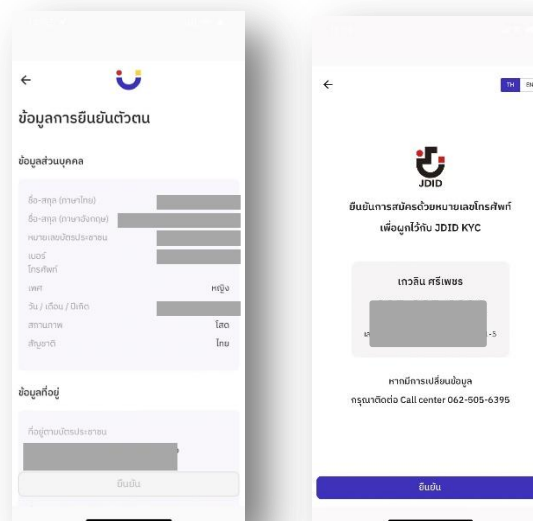 ข้อมูลการยืนยันตัวตน
ข้อมูลส่วนบุคคล
ชื่อ-สกุล (ภาษาไทย)
ชื่อ-สกุล (ภาษาอังกฤษ)
หมายเลขบัตรประชาชน
เบอร์
โทรศัพท์
เพศ หญิง
วัน / เดือน / ปีเกิด
สถานภาพ โสด
สัญชาติ ไทย
ข้อมูลที่อยู่
ที่อยู่ตามบัตรประชาชน
ยืนยัน
TH EN
JDID
ยืนยันการสมัครด้วยหมายเลขโทรศัพท์
เพื่อผูกไว้กับ JDID KYC
เกวลิน ศรีเพชร
-5
หากมีการเปลี่ยนข้อมูล
กรุณาติดต่อ Call center 062-505-6395
ยืนยัน